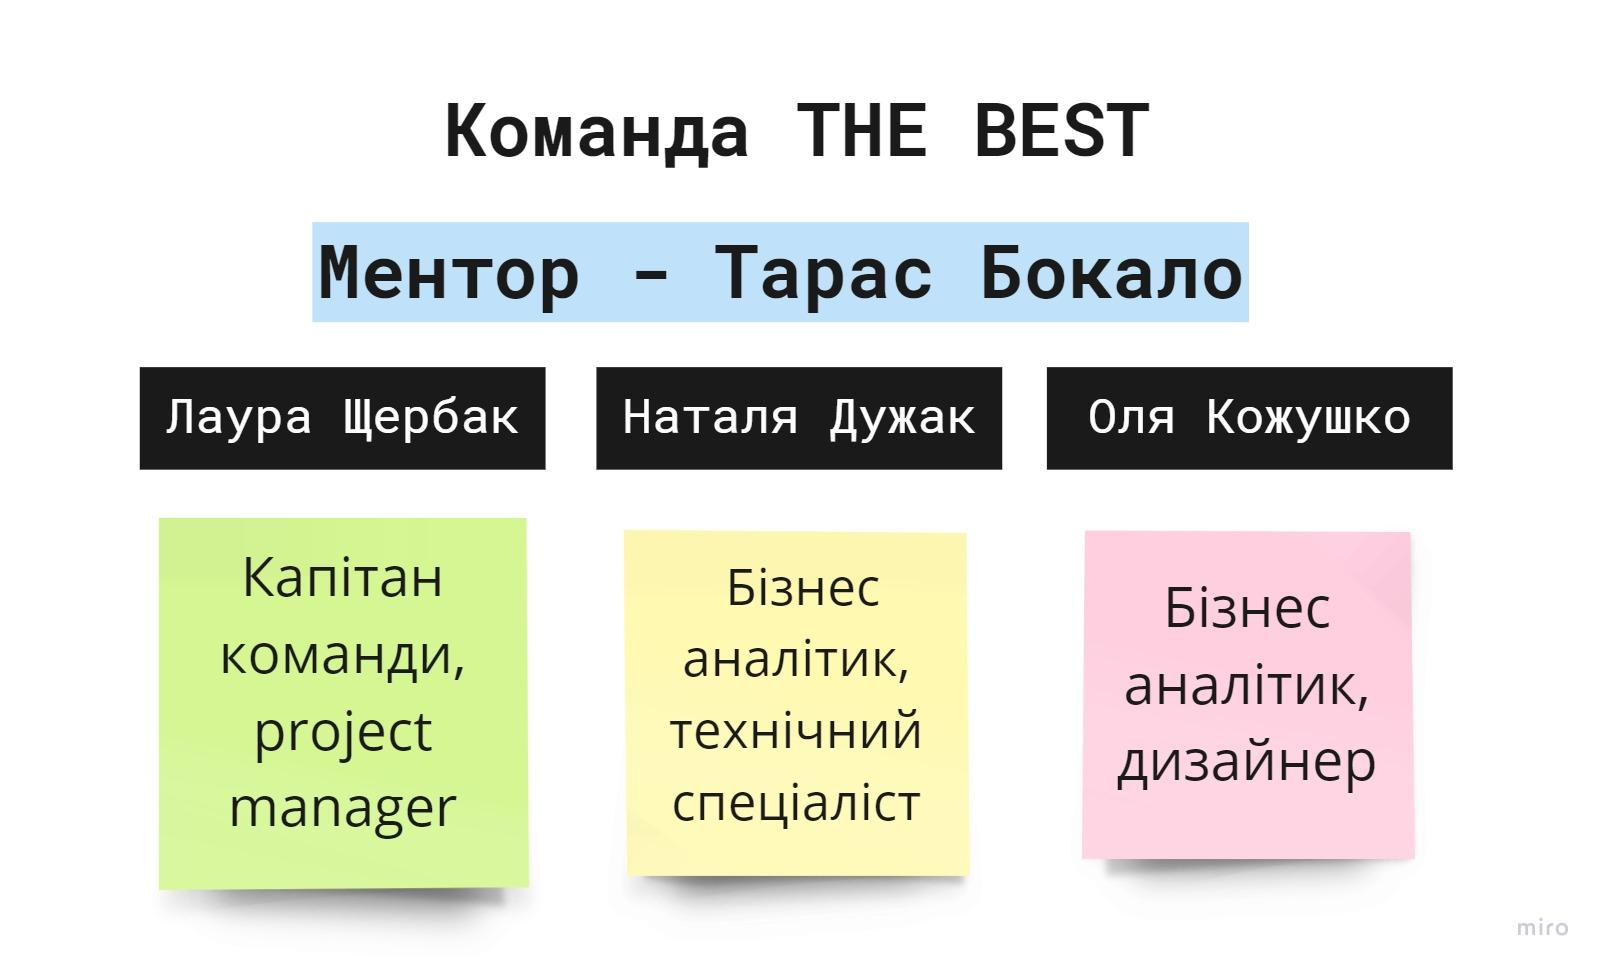 Команда THE BEST
Ментор - Тарас Бокало
Лаура Щербак
Наталя Дужак
Оля Кожушко
Капітан
команди,
project
manager
Бізнес
аналітик,
технічний
спеціаліст
Бізнес
аналітик,
дизайнер
miro